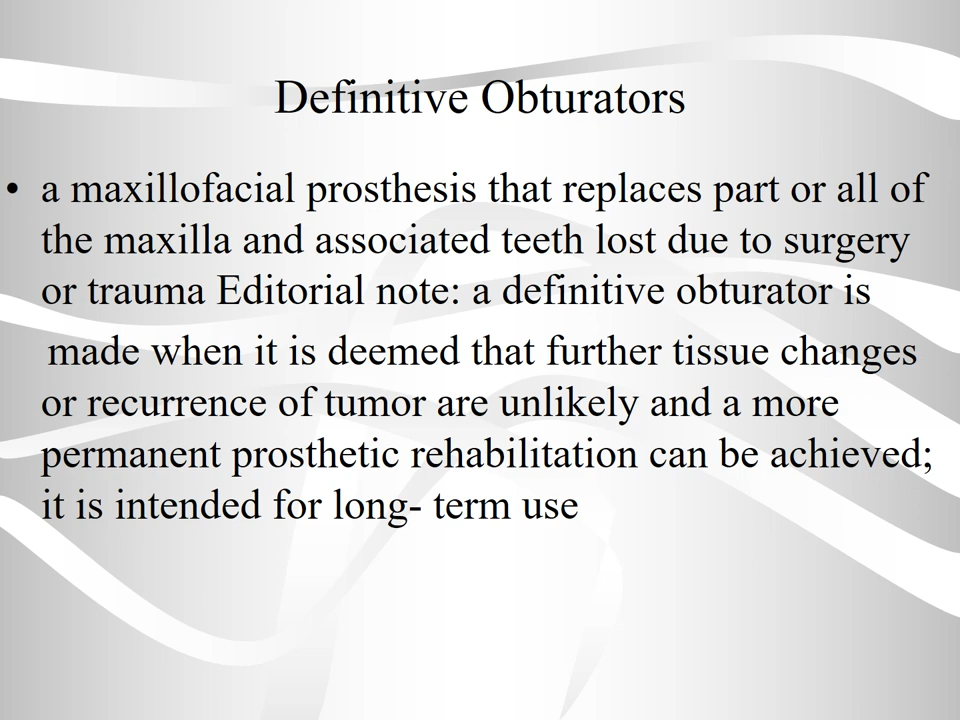 Definitive Obturators
• a maxillofacial prosthesis that replaces part or all of
the maxilla and associated teeth lost due to surgery
or trauma Editorial note: a definitive obturator is
made when it is deemed that further tissue changes
or recurrence of tumor are unlikely and a more
permanent prosthetic rehabilitation can be achieved;
it is intended for long- term use